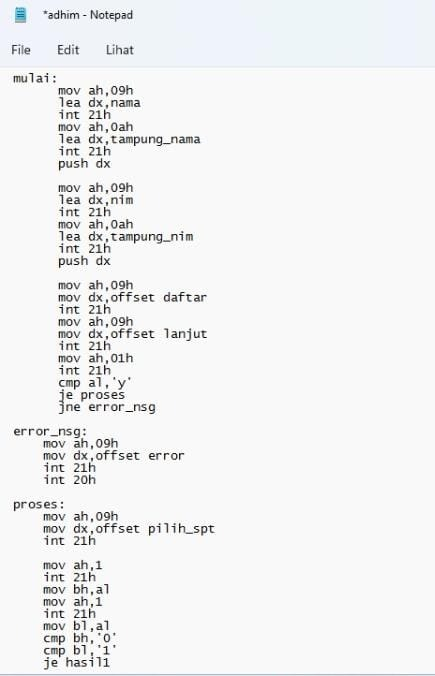 *adhim - Notepad
File Edit Lihat
mulai:
mov ah,09h
lea dx,nama
int 21h
mov ah,0ah
lea dx,tampung_nama
int 21h
push dx
mov ah,09h
lea dx,nim
int 21h
mov ah,0ah
lea dx,tampung_nim
int 21h
push dx
mov ah,09h
mov dx,offset daftar
int 21h
mov ah,09h
mov dx,offset lanjut
int 21h
mov ah,01h
int 21h
cmp al,'y'
je proses
jne error_nsg
error_nsg:
mov ah,09h
mov dx,offset error
int 21h
int 20h
proses:
mov ah,09h
mov dx,offset pilih_spt
int 21h
mov ah,1
int 21h
mov bh,al
mov ah,1
int 21h
mov bl,al
cmp bh,'0'
cmp bl,'1'
je hasil1